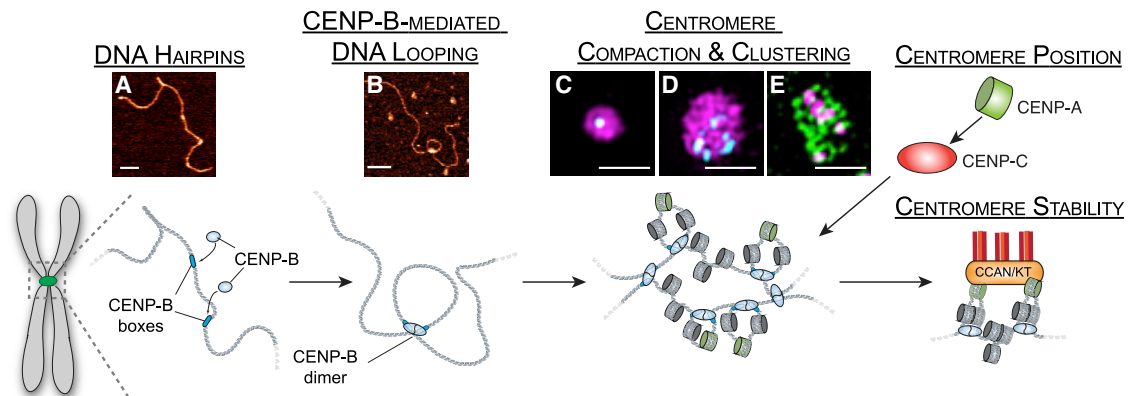 DNA HAIRPINS
CENP-B-MEDIATED
DNA LOOPING
CENTROMERE
COMPACTION & CLUSTERING
CENTROMERE POSITION
A
B
C
D
E
CENP-A
CENP-C
CENTROMERE STABILITY
CENP-B
CENP-B
boxes
CENP-B
dimer
CCAN/KT